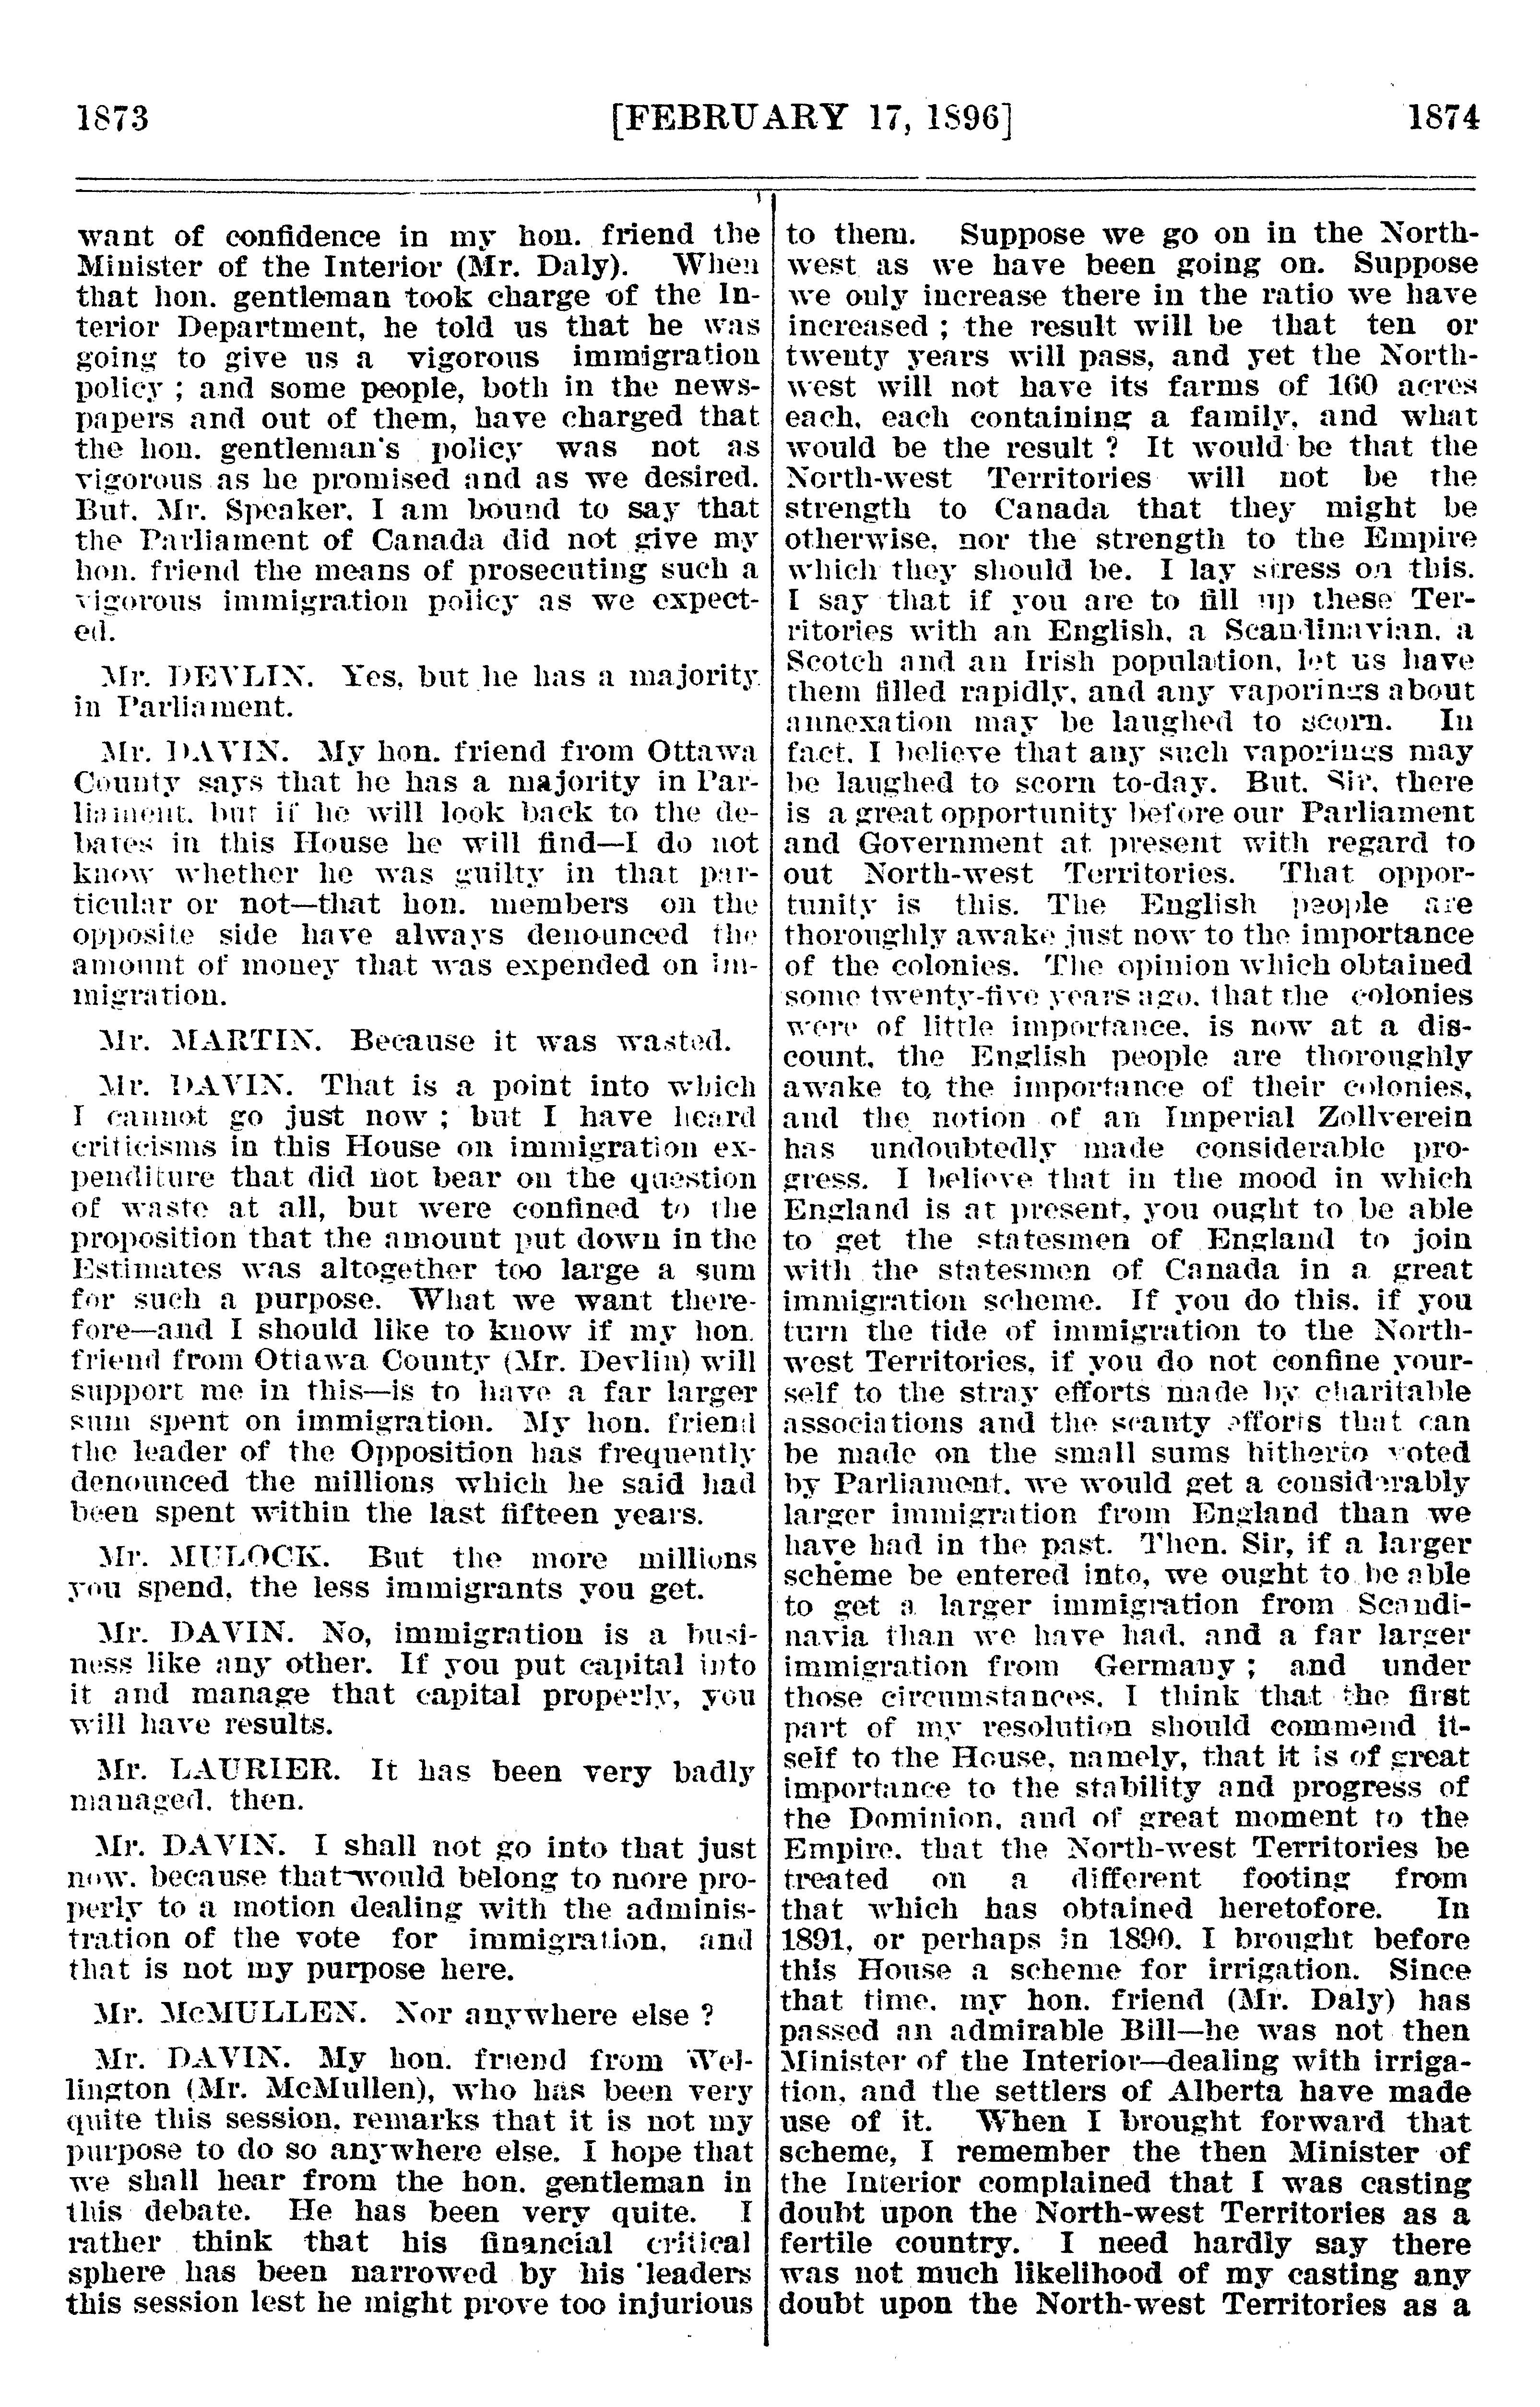 1873 [FEBRUARY 17, 1896] 1874
want of confidence in my hon. friend the
Minister of the Interior (Mr. Daly). When
that hon. gentleman took charge of the In-
terior Department, he told us that he was
going to give us a vigorous immigration
policy ; and some people, both in the news-
papers and out of them, have charged that
the hon. gentleman's policy was not as
vigorous as he promised and as we desired.
But, Mr. Speaker, I am bound to say that
the Parliament of Canada did not give my
hon. friend the means of prosecuting such a
vigorous immigration policy as we expect-
ed.
Mr. DEVLIN. Yes, but he has a majority
in Parliament.
Mr. DAVIN. My hon. friend from Ottawa
County says that he has a majority in Par-
liament, but if he will look back to the de-
bates in this House he will find—I do not
know whether he was guilty in that par-
ticular or not—that hon. members on the
opposite side have always denounced the
amount of money that was expended on im-
migration.
Mr. MARTIN. Because it was wasted.
Mr. DAVIN. That is a point into which
I cannot go just now ; but I have heard
criticisms in this House on immigration ex-
penditure that did not bear on the question
of waste at all, but were confined to the
proposition that the amount put down in the
Estimates was altogether too large a sum
for such a purpose. What we want there-
fore—and I should like to know if my hon.
friend from Ottawa County (Mr. Devlin) will
support me in this—is to have a far larger
sum spent on immigration. My hon. friend
the leader of the Opposition has frequently
denounced the millions which he said had
been spent within the last fifteen years.
Mr. MULOCK. But the more millions
you spend, the less immigrants you get.
Mr. DAVIN. No, immigration is a busi-
ness like any other. If you put capital into
it and manage that capital properly, you
will have results.
Mr. LAURIER. It has been very badly
managed, then.
Mr. DAVIN. I shall not go into that just
now, because that would belong to more pro-
perly to a motion dealing with the adminis-
tration of the vote for immigration, and
that is not my purpose here.
Mr. McMULLEN. Nor anywhere else ?
Mr. DAVIN. My hon. friend from Wel-
lington (Mr. McMullen), who has been very
quite this session, remarks that it is not my
purpose to do so anywhere else. I hope that
we shall hear from the hon. gentleman in
this debate. He has been very quite. I
rather think that his financial critical
sphere has been narrowed by his leaders
this session lest he might prove too injurious
to them. Suppose we go on in the North-
west as we have been going on. Suppose
we only increase there in the ratio we have
increased ; the result will be that ten or
twenty years will pass, and yet the North-
west will not have its farms of 160 acres
each, each containing a family, and what
would be the result ? It would be that the
North-west Territories will not be the
strength to Canada that they might be
otherwise, nor the strength to the Empire
which they should be. I lay stress on this.
I say that if you are to fill up these Ter-
ritories with an English, a Scandinavian, a
Scotch and an Irish population, let us have
them filled rapidly, and any vaporings about
annexation may be laughed to scorn. In
fact, I believe that any such vaporings may
be laughed to scorn to-day. But, Sir, there
is a great opportunity before our Parliament
and Government at present with regard to
out North-west Territories. That oppor-
tunity is this. The English people are
thoroughly awake just now to the importance
of the colonies. The opinion which obtained
some twenty-five years ago, that the colonies
were of little importance, is now at a dis-
count, the English people are thoroughly
awake to the importance of their colonies,
and the notion of an Imperial Zollverein
has undoubtedly made considerable pro-
gress. I believe that in the mood in which
England is at present, you ought to be able
to get the statesmen of England to join
with the statesmen of Canada in a great
immigration scheme. If you do this, if you
turn the tide of immigration to the North-
west Territories, if you do not confine your-
self to the stray efforts made by charitable
associations and the scanty efforts that can
be made on the small sums hitherto voted
by Parliament, we would get a considerably
larger immigration from England than we
have had in the past. Then, Sir, if a larger
scheme be entered into, we ought to be able
to get a larger immigration from Scandi-
navia than we have had, and a far larger
immigration from Germany ; and under
those circumstances, I think that the first
part of my resolution should commend it-
self to the House, namely, that it is of great
importance to the stability and progress of
the Dominion, and of great moment to the
Empire, that the North-west Territories be
treated on a different footing from
that which has obtained heretofore. In
1891, or perhaps in 1890, I brought before
this House a scheme for irrigation. Since
that time, my hon. friend (Mr. Daly) has
passed an admirable Bill—he was not then
Minister of the Interior—dealing with irriga-
tion, and the settlers of Alberta have made
use of it. When I brought forward that
scheme, I remember the then Minister of
the Interior complained that I was casting
doubt upon the North-west Territories as a
fertile country. I need hardly say there
was not much likelihood of my casting any
doubt upon the North-west Territories as a